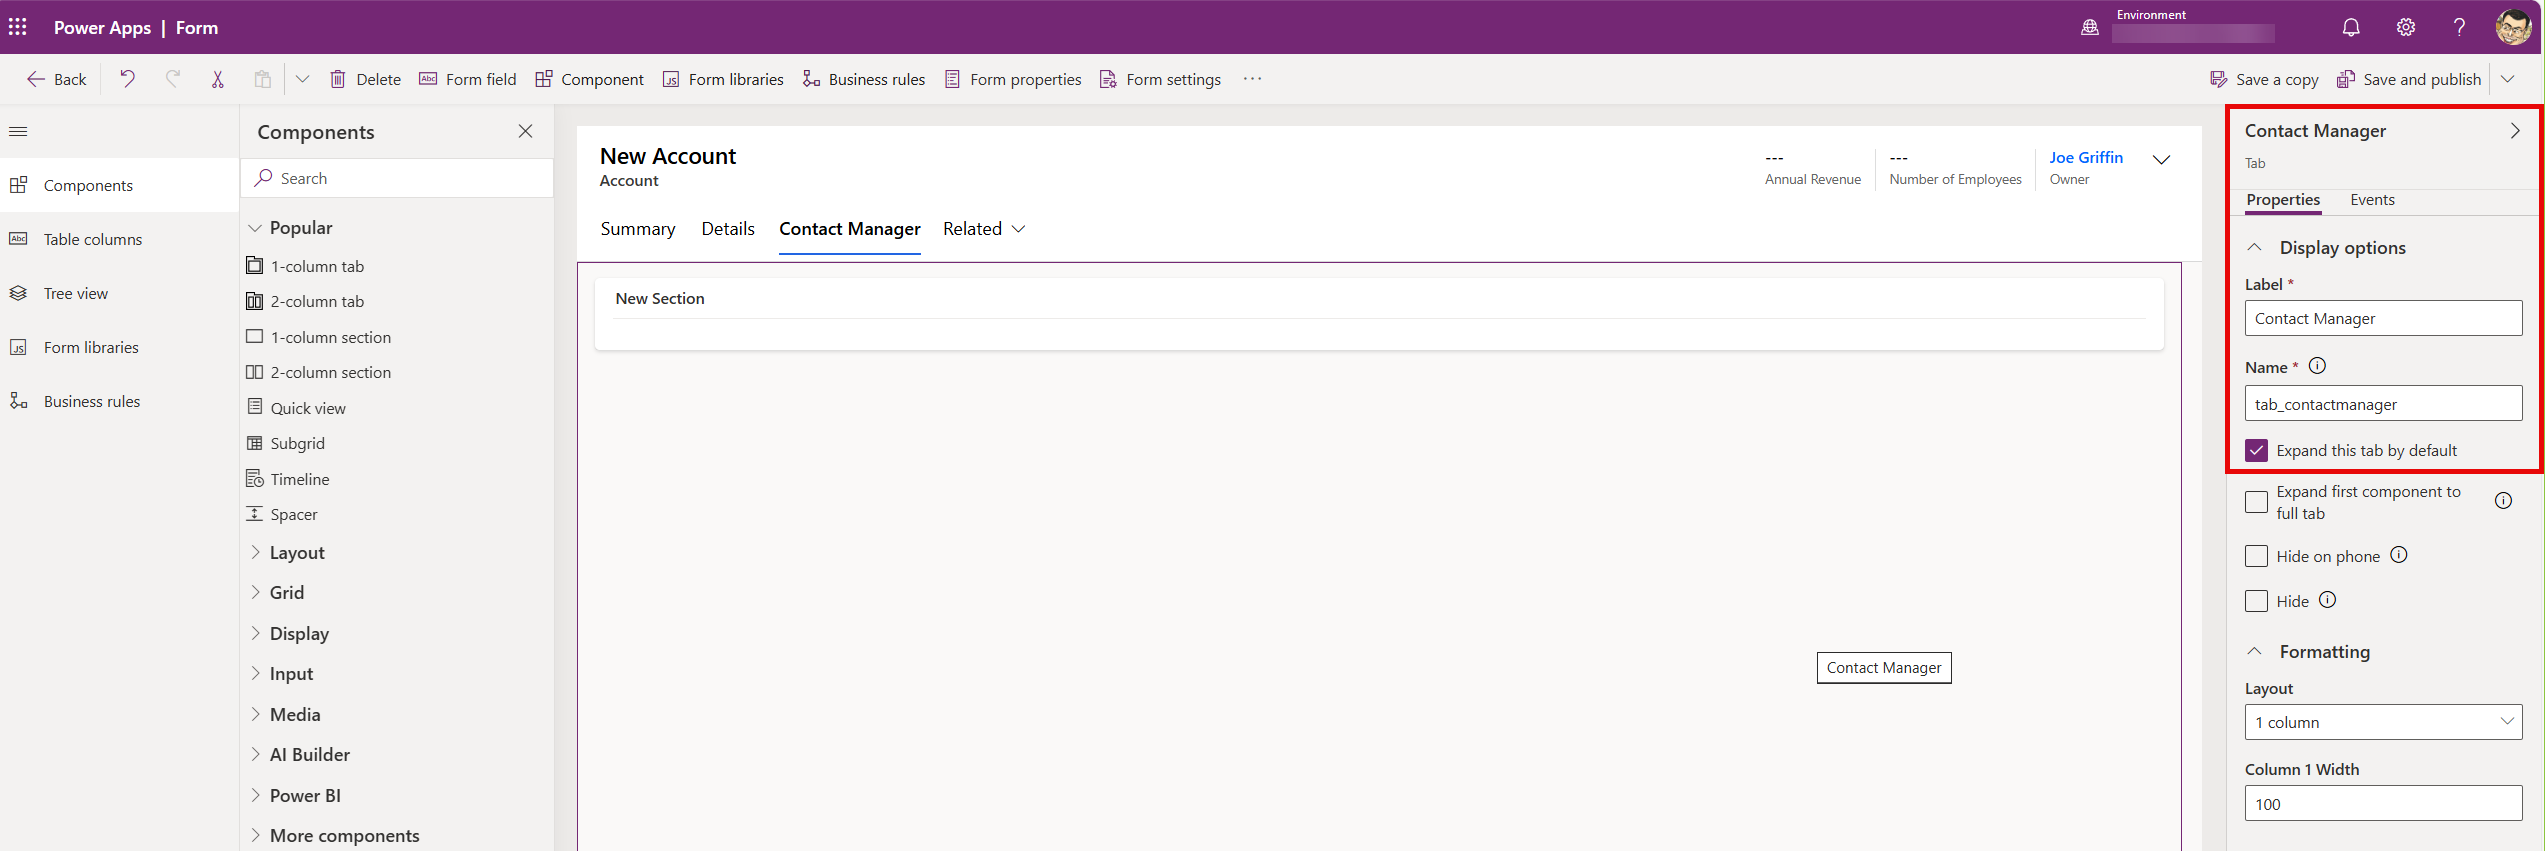 Power Apps | Form
Environment
Back
Delete
Abc Form field
Component
JS Form libraries
Business rules
Form properties
Form settings
...
Save a copy
Save and publish
Components
Abc Table columns
Tree view
JS Form libraries
Business rules
Components
Search
Popular
1-column tab
2-column tab
1-column section
2-column section
Quick view
Subgrid
Timeline
Spacer
Layout
Grid
Display
Input
Media
AI Builder
Power BI
More components
New Account
Account
---
Annual Revenue
---
Number of Employees
Joe Griffin
Owner
Summary
Details
Contact Manager
Related
New Section
Contact Manager
Contact Manager
Tab
Properties
Events
Display options
Label *
Contact Manager
Name *
tab_contactmanager
Expand this tab by default
Expand first component to
full tab
Hide on phone
Hide
Formatting
Layout
1 column
Column 1 Width
100